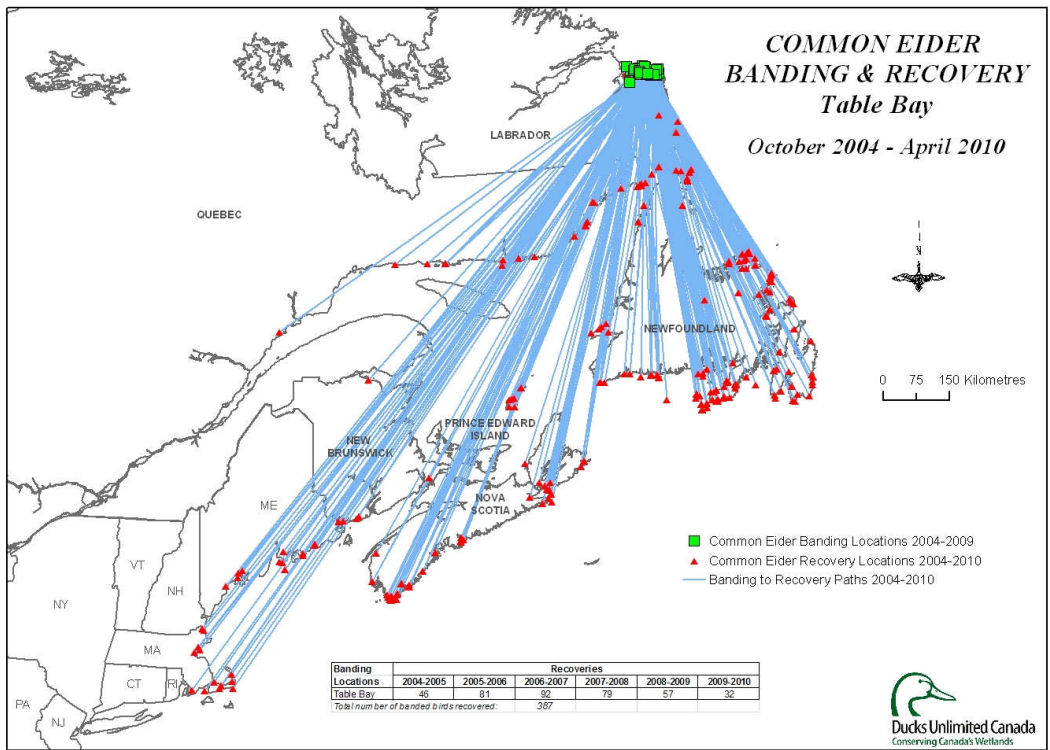 COMMON EIDER
BANDING & RECOVERY
Table Bay
October 2004 - April 2010
LABRADOR
QUEBEC
NEWFOUNDLAND
0 75 150 Kilometres
PRINCE EDWARD
ISLAND
NEW
BRUNSWICK
NOVA
SCOTIA
ME
VT
NH
NY
MA
CT
RI
PA
NJ
Common Eider Banding Locations 2004-2009
Common Eider Recovery Locations 2004-2010
Banding to Recovery Paths 2004-2010
Banding Recoveries
Locations 2004-2005 2005-2006 2006-2007 2007-2008 2008-2009 2009-2010
Table Bay 46 81 92 79 57 32
Total number of banded birds recovered: 387
Ducks Unlimited Canada
Conserving Canada's Wetlands